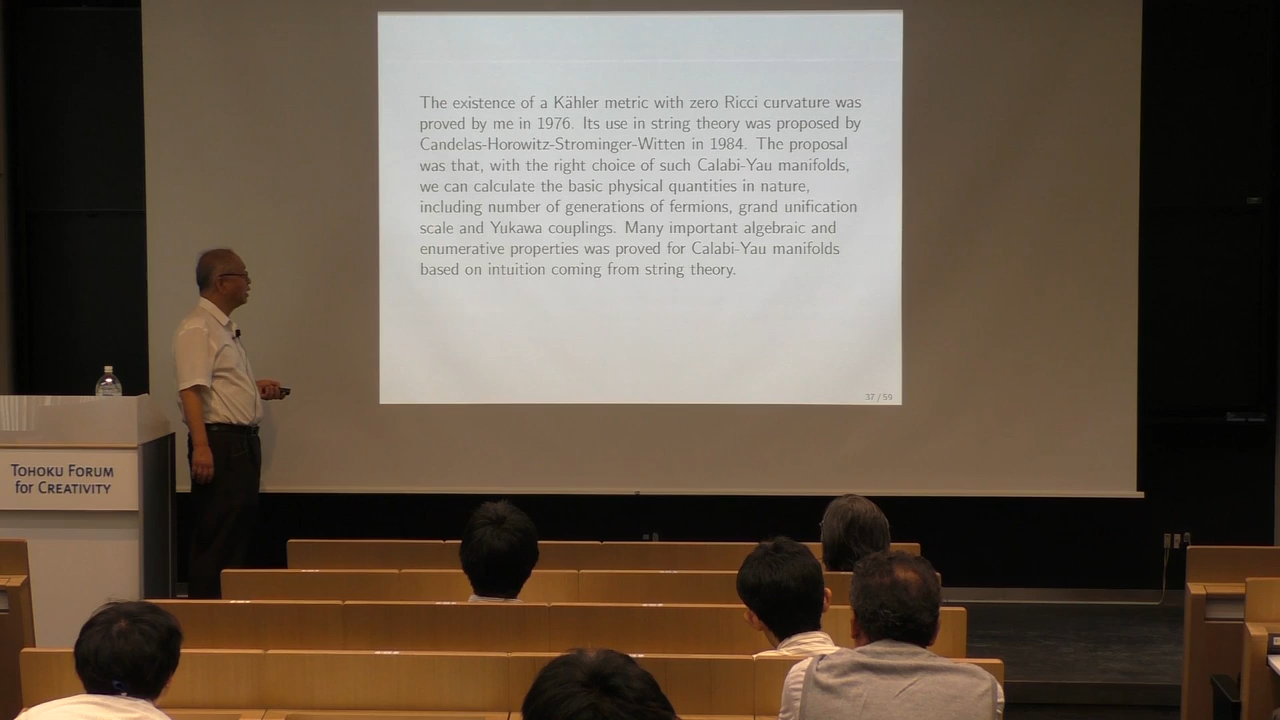 The existence of a Kähler metric with zero Ricci curvature was
proved by me in 1976. Its use in string theory was proposed by
Candelas-Horowitz-Strominger-Witten in 1984. The proposal
was that, with the right choice of such Calabi-Yau manifolds,
we can calculate the basic physical quantities in nature,
including number of generations of fermions, grand unification
scale and Yukawa couplings. Many important algebraic and
enumerative properties was proved for Calabi-Yau manifolds
based on intuition coming from string theory.
37 / 59
TOHOKU FORUM
for CREATIVITY